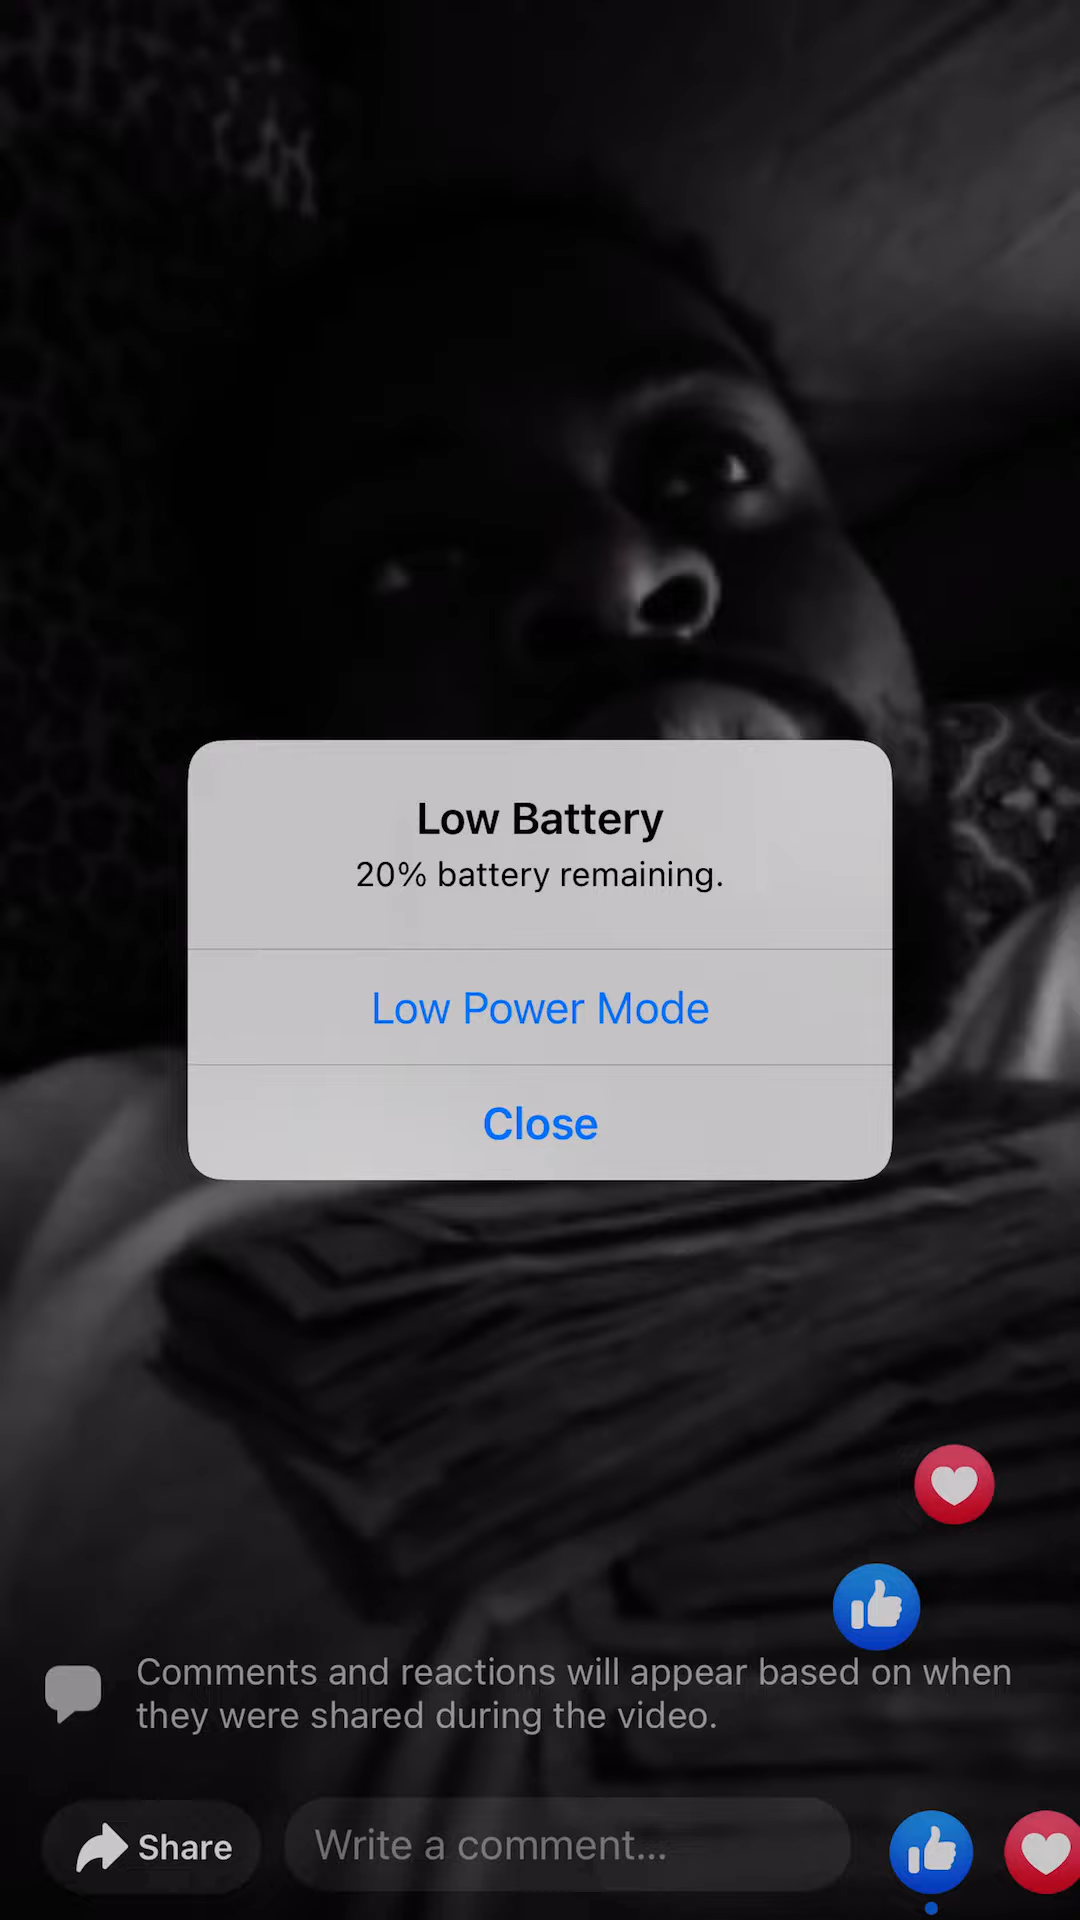 Low Battery
20% battery remaining.
Low Power Mode
Close
Comments and reactions will appear based on when
they were shared during the video.
Share
Write a comment...